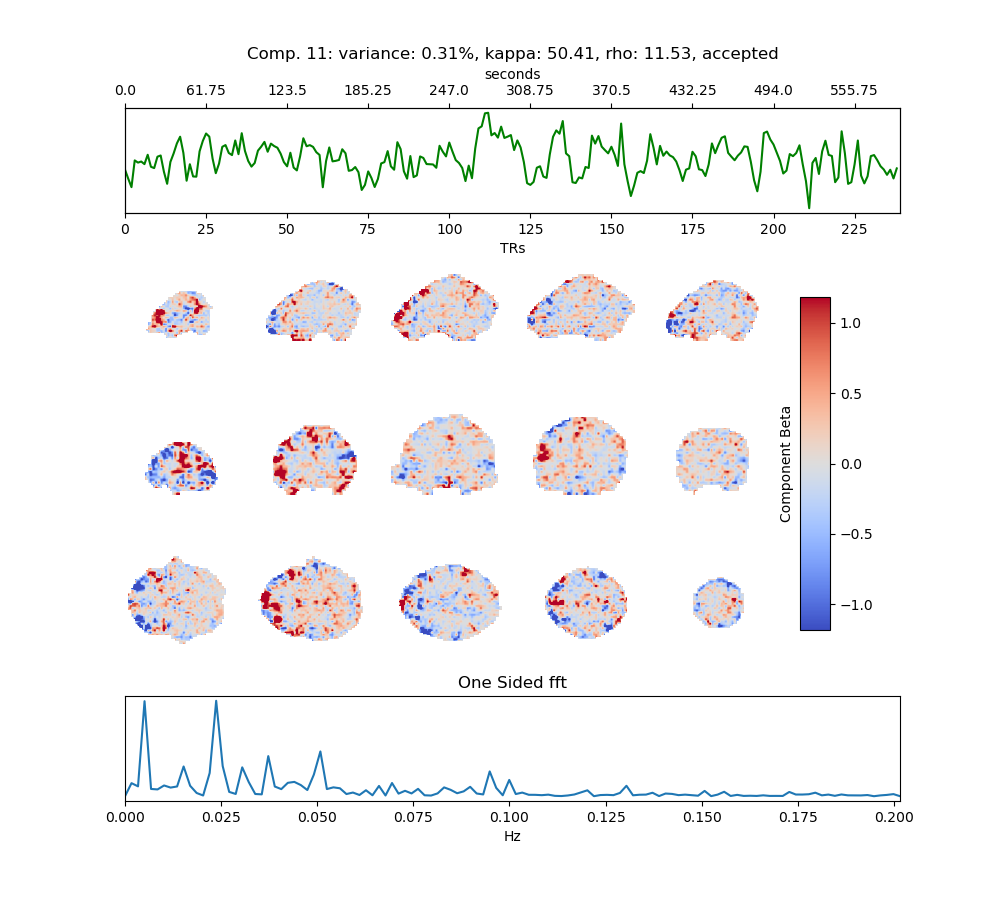 Comp. 11: variance: 0.31%, kappa: 50.41, rho: 11.53, accepted
seconds
0.0 61.75 123.5 185.25 247.0 308.75 370.5 432.25 494.0 555.75
0 25 50 75 100 125 150 175 200 225
TRs
1.0
0.5
0.0
−0.5
−1.0
Component Beta
One Sided fft
0.000 0.025 0.050 0.075 0.100 0.125 0.150 0.175 0.200
Hz